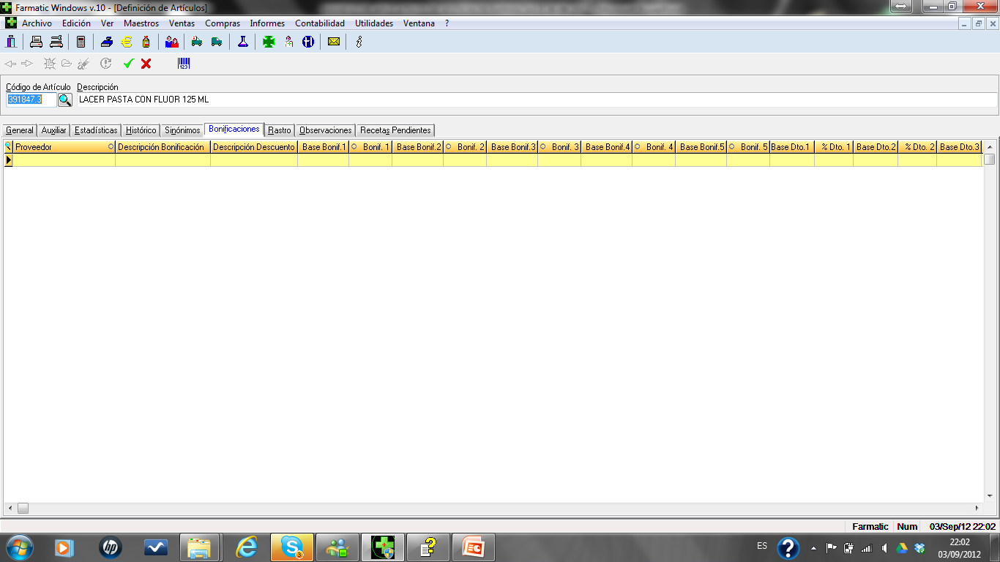 Farmatic Windows v.10 - [Definición de Artículos]
Archivo Edición Ver Maestros Ventas Compras Informes Contabilidad Utilidades Ventana ?
123
Código de Artículo Descripción
391847.3 LACER PASTA CON FLUOR 125 ML
General Auxiliar Estadísticas Histórico Sinónimos Bonificaciones Rastro Observaciones Recetas Pendientes
Proveedor Descripción Bonificación Descripción Descuento Base Bonif.1 Bonif. 1 Base Bonif.2 Bonif. 2 Base Bonif.3 Bonif. 3 Base Bonif.4 Bonif. 4 Base Bonif.5 Bonif. 5 Base Dto.1 % Dto. 1 Base Dto.2 % Dto. 2 Base Dto.3
Farmatic Num 03/Sep/12 22:02
hp S 3 ES ? 22:02
03/09/2012